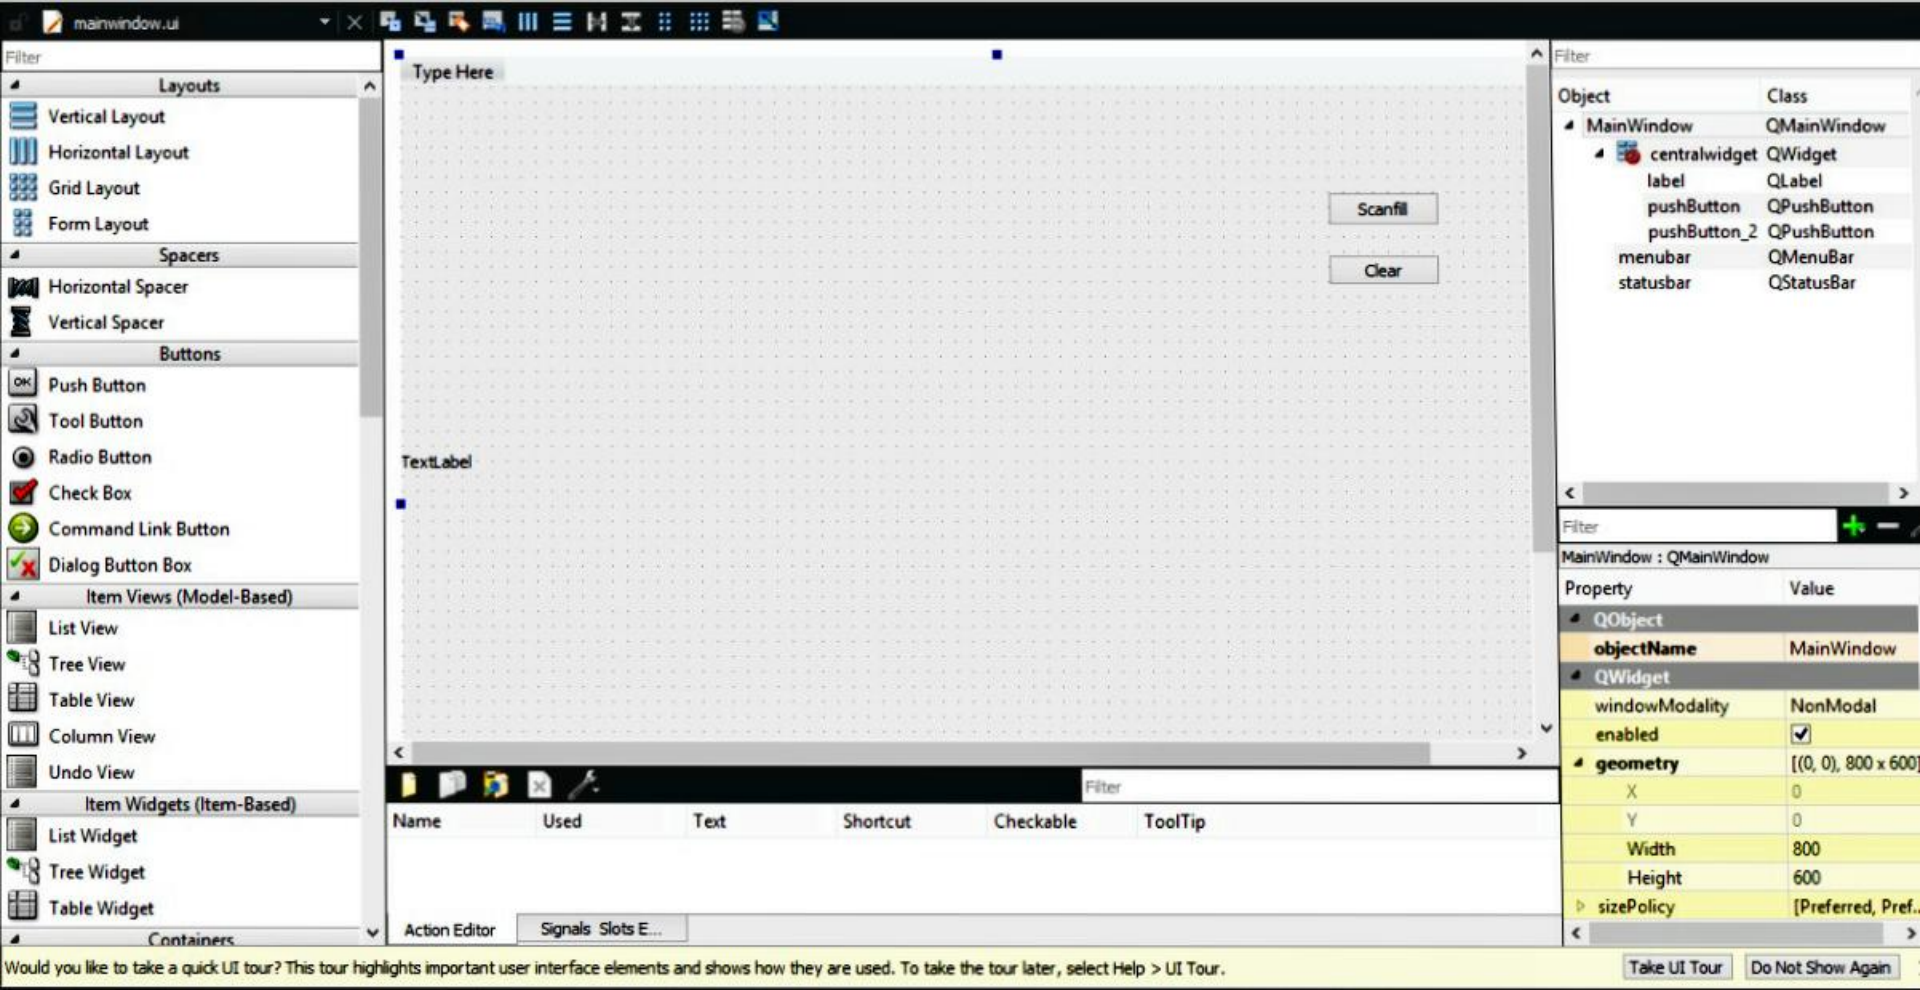 mainwindow.ui
Filter
Layouts
Vertical Layout
Horizontal Layout
Grid Layout
Form Layout
Spacers
Horizontal Spacer
Vertical Spacer
Buttons
OK
Push Button
Tool Button
Radio Button
Check Box
Command Link Button
Dialog Button Box
Item Views (Model-Based)
List View
Tree View
Table View
Column View
Undo View
Item Widgets (Item-Based)
List Widget
Tree Widget
Table Widget
Containers
Type Here
Scanfill
Clear
TextLabel
Filter
Name Used Text Shortcut Checkable ToolTip
Action Editor Signals Slots E...
Filter
Object Class
MainWindow QMainWindow
centralwidget QWidget
label QLabel
pushButton QPushButton
pushButton_2 QPushButton
menubar QMenuBar
statusbar QStatusBar
Filter
MainWindow : QMainWindow
Property Value
QObject
objectName MainWindow
QWidget
windowModality NonModal
enabled
geometry [(0, 0), 800 x 600]
X 0
Y 0
Width 800
Height 600
sizePolicy [Preferred, Pref...
Would you like to take a quick UI tour? This tour highlights important user interface elements and shows how they are used. To take the tour later, select Help > UI Tour.
Take UI Tour Do Not Show Again